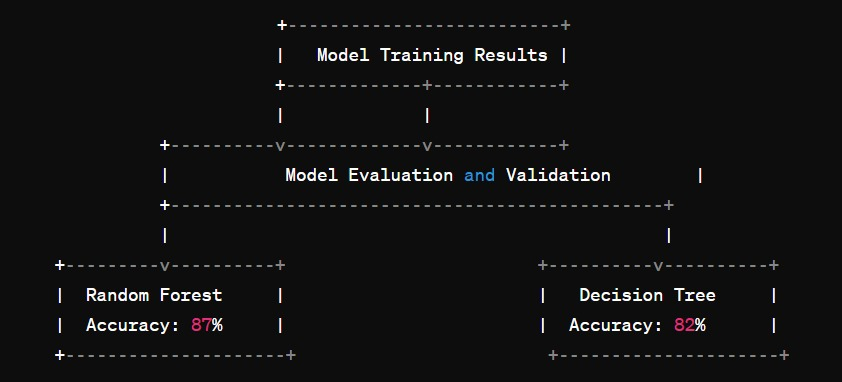 +--------------------------+
|   Model Training Results |
+-------------+------------+
|             |
+----------v-------------v------------+
|           Model Evaluation and Validation        |
+-----------------------------------------------+
|                                               |
+---------v----------+                        +----------v----------+
|  Random Forest     |                        |   Decision Tree     |
|  Accuracy: 87%     |                        |  Accuracy: 82%      |
+---------------------+                        +---------------------+